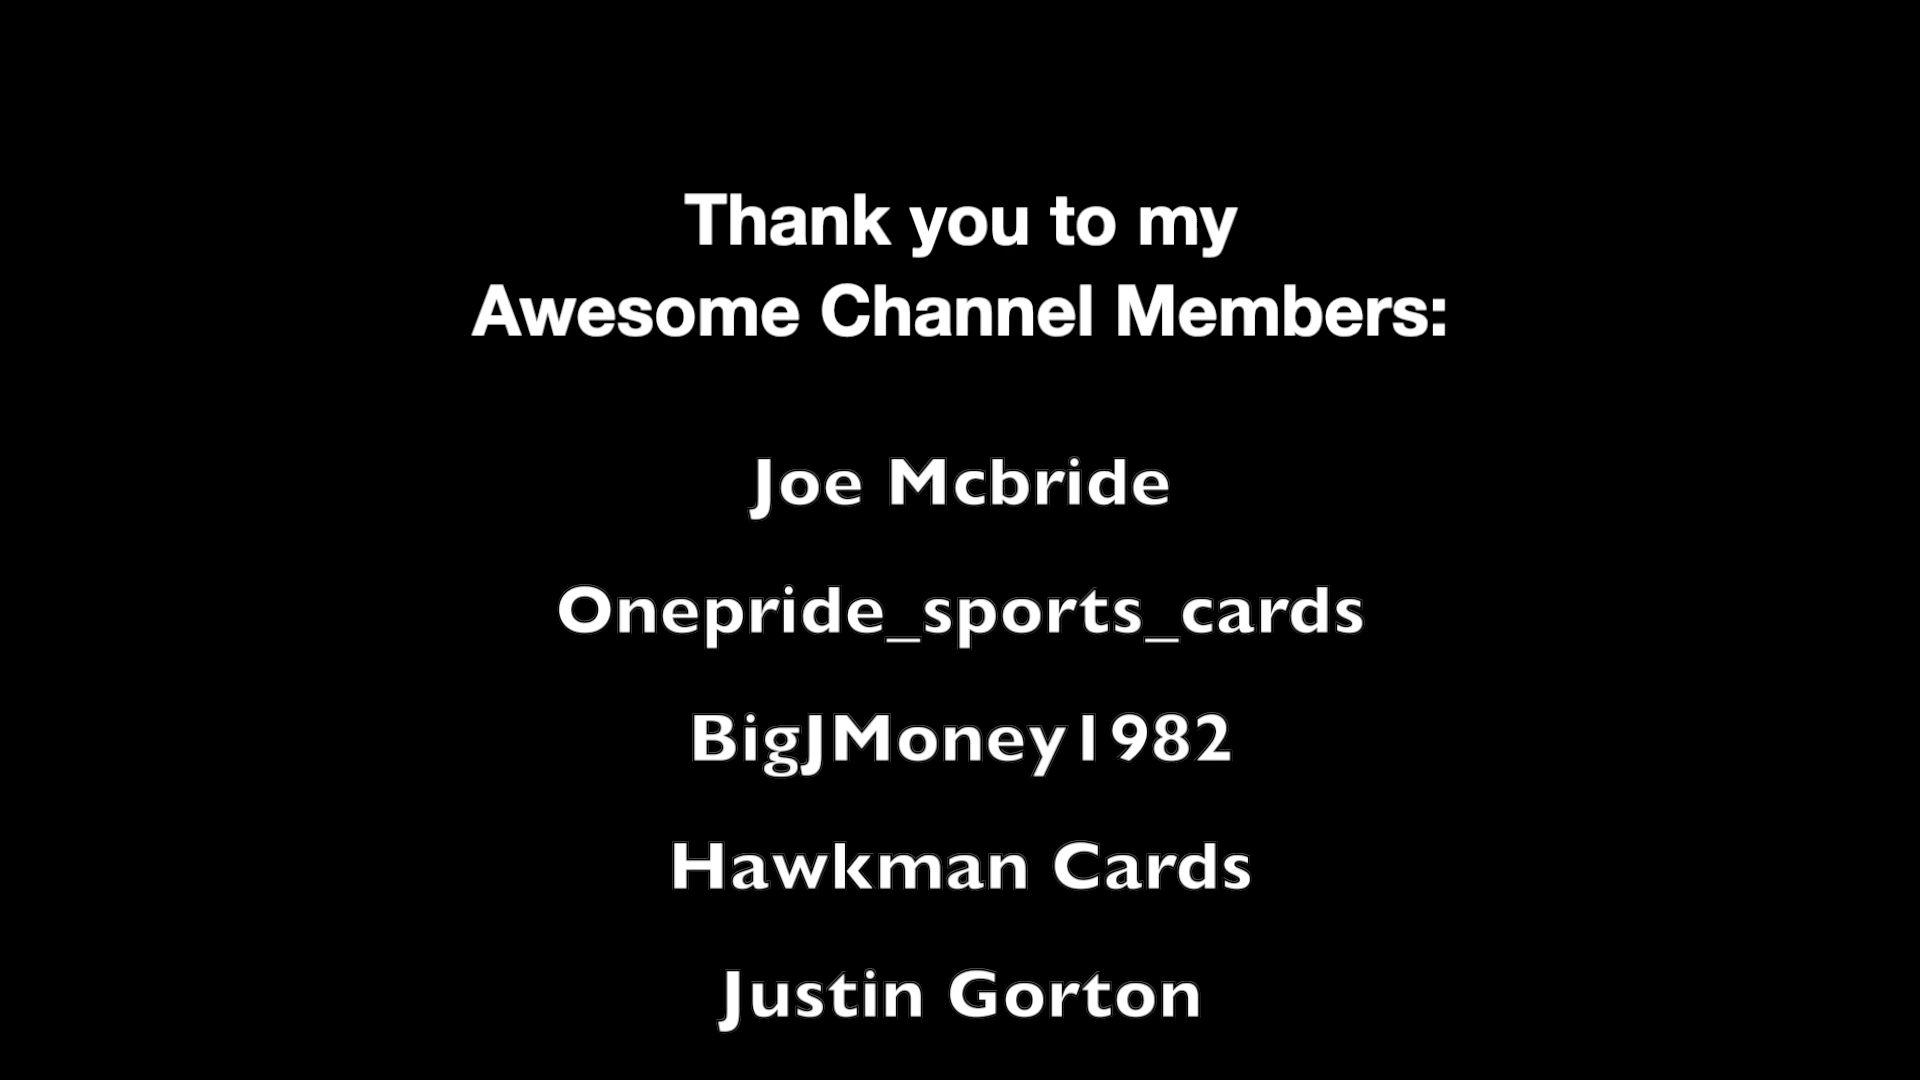 Thank you to my
Awesome Channel Members:
Joe Mcbride
Onepride_sports_cards
BigJMoney1982
Hawkman Cards
Justin Gorton